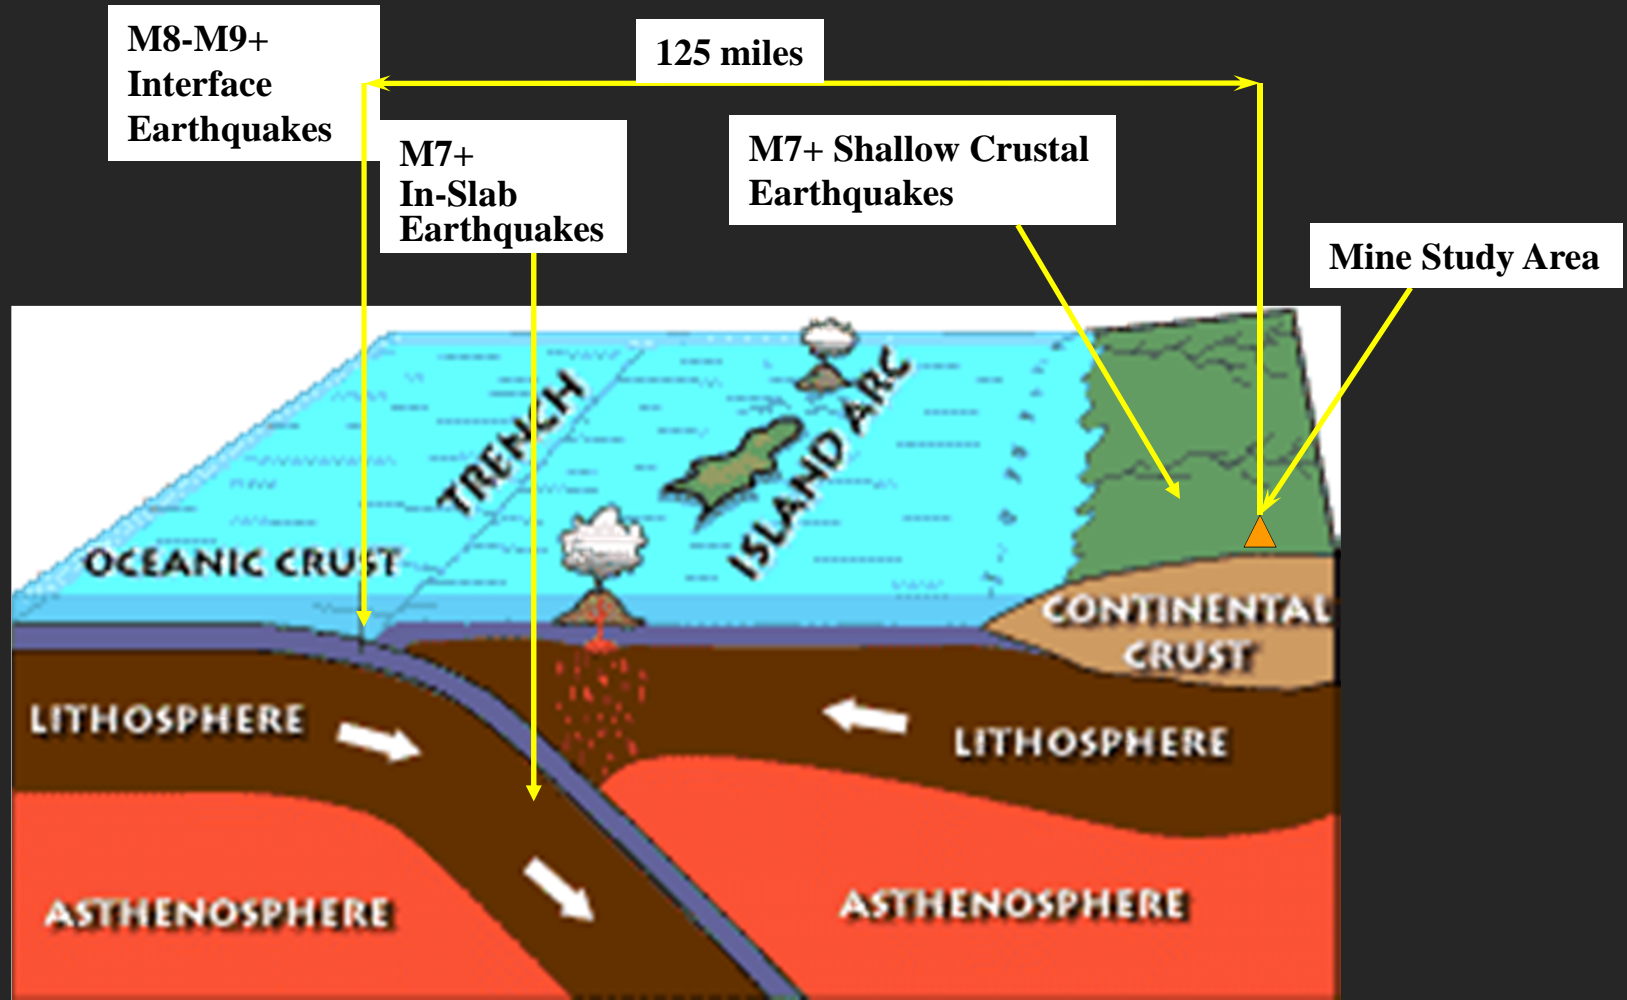 M8-M9+
Interface
Earthquakes
125 miles
M7+
In-Slab
Earthquakes
M7+ Shallow Crustal
Earthquakes
Mine Study Area
TRENCH
ISLAND ARC
OCEANIC CRUST
CONTINENTAL
CRUST
LITHOSPHERE
LITHOSPHERE
ASTHENOSPHERE
ASTHENOSPHERE